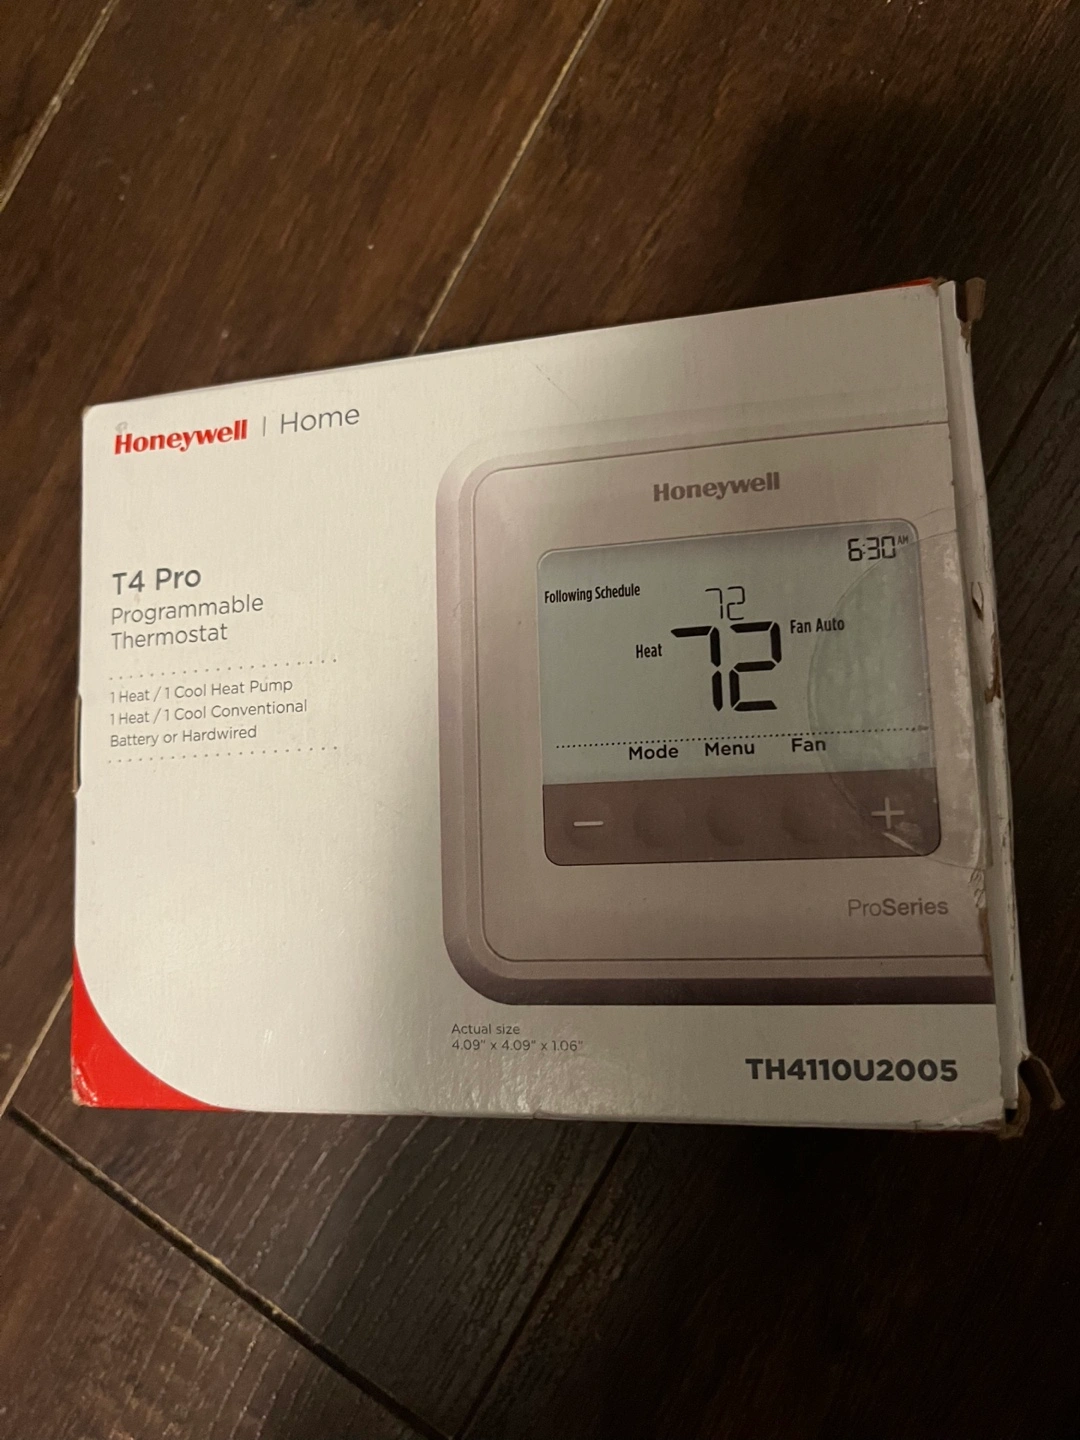 Honeywell | Home
T4 Pro
Programmable
Thermostat
1 Heat / 1 Cool Heat Pump
1 Heat / 1 Cool Conventional
Battery or Hardwired
Honeywell
6:30 AM
Following Schedule
72
Heat
72
Fan Auto
Mode Menu Fan
− +
ProSeries
Actual size
4.09" x 4.09" x 1.06"
TH4110U2005